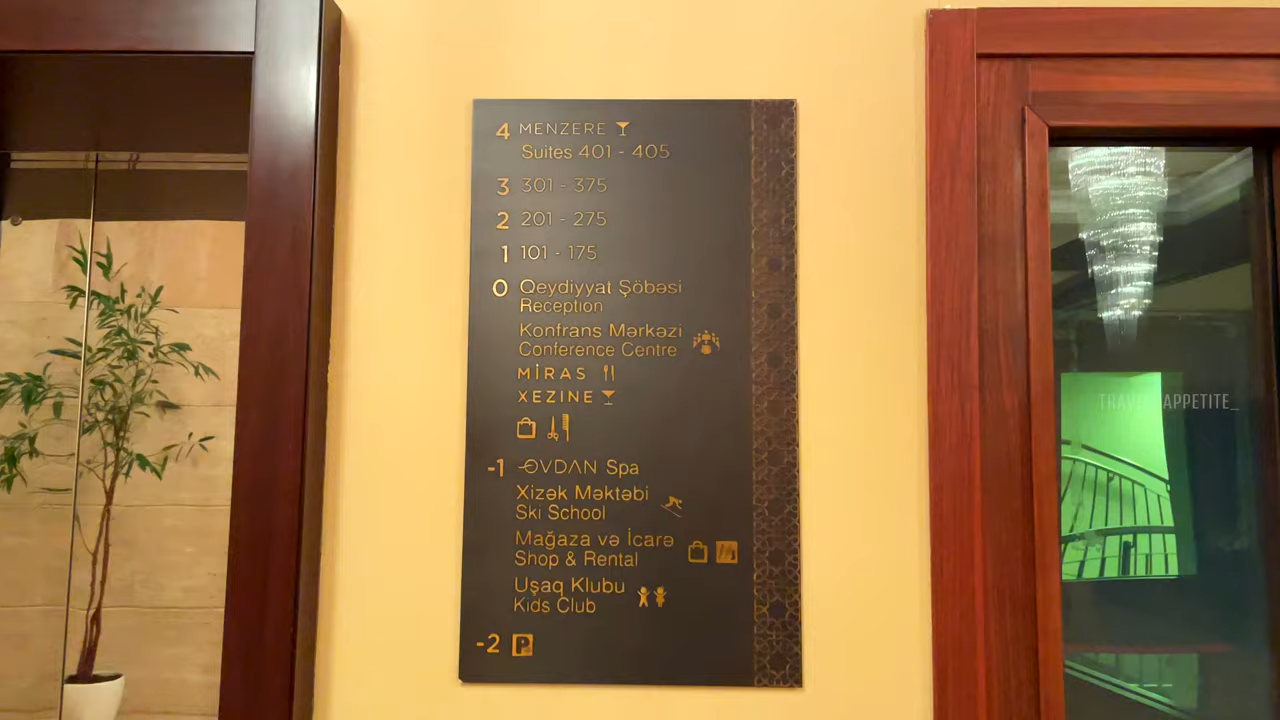 4 MENZERE
Suites 401 - 405
3 301 - 375
2 201 - 275
1 101 - 175
0 Qeydiyyat Şöbəsi
Reception
Konfrans Mərkəzi
Conference Centre
MİRAS
XEZINE
-1 OVDAN Spa
Xizək Məktəbi
Ski School
Mağaza və İcarə
Shop & Rental
Uşaq Klubu
Kids Club
-2 P
APPETITE_